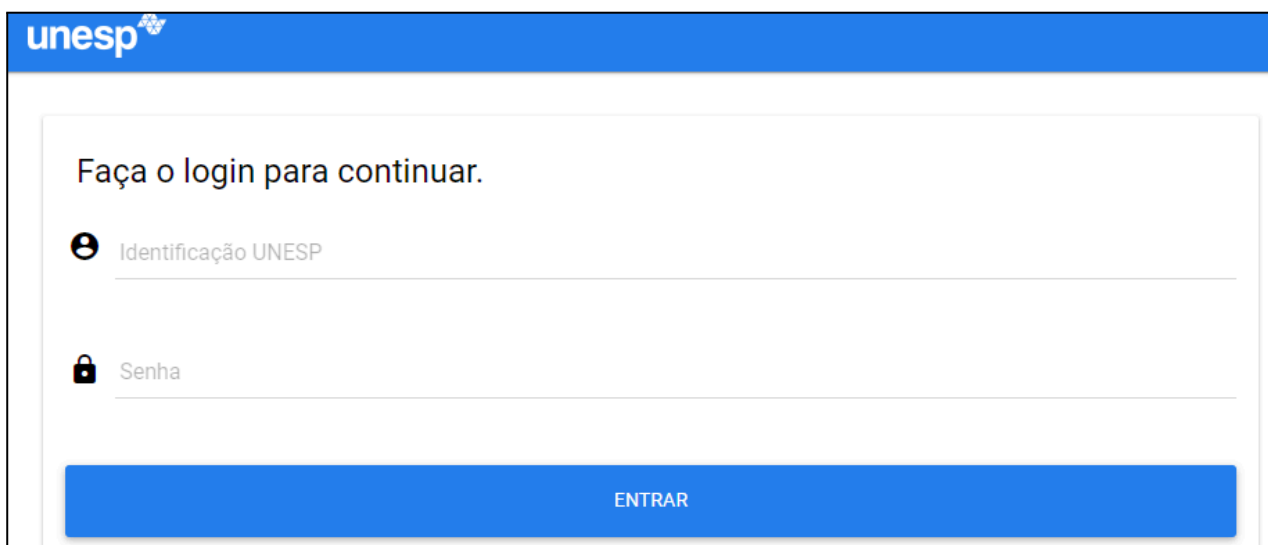 unesp
Faça o login para continuar.
Identificação UNESP
Senha
ENTRAR